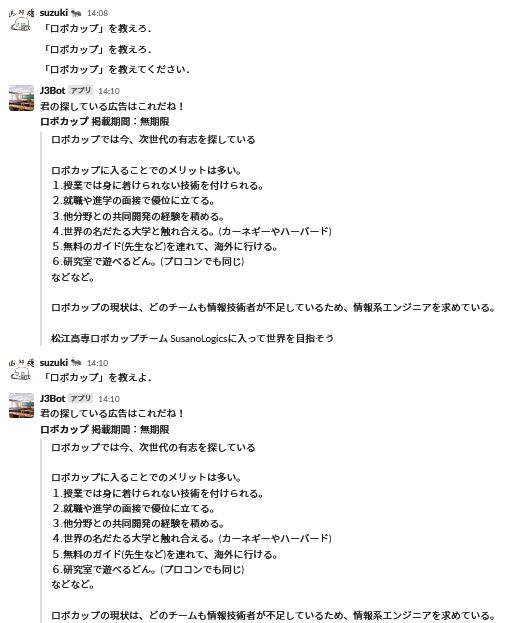 suzuki 14:08
「ロボカップ」を教えろ．
「ロボカップ」を教えろ．
「ロボカップ」を教えてください．
J3Bot アプリ 14:10
君の探している広告はこれだね！
ロボカップ 掲載期間：無期限
ロボカップでは今、次世代の有志を探している
ロボカップに入ることでのメリットは多い。
１.授業では身に着けられない技術を付けられる。
２.就職や進学の面接で優位に立てる。
３.他分野との共同開発の経験を積める。
４.世界の名だたる大学と触れ合える。(カーネギーやハーバード)
５.無料のガイド(先生など)を連れて、海外に行ける。
６.研究室で遊べるどん。(プロコンでも同じ)
などなど。
ロボカップの現状は、どのチームも情報技術者が不足しているため、情報系エンジニアを求めている。
松江高専ロボカップチーム SusanoLogicsに入って世界を目指そう
suzuki 14:10
「ロボカップ」を教えよ．
J3Bot アプリ 14:10
君の探している広告はこれだね！
ロボカップ 掲載期間：無期限
ロボカップでは今、次世代の有志を探している
ロボカップに入ることでのメリットは多い。
１.授業では身に着けられない技術を付けられる。
２.就職や進学の面接で優位に立てる。
３.他分野との共同開発の経験を積める。
４.世界の名だたる大学と触れ合える。(カーネギーやハーバード)
５.無料のガイド(先生など)を連れて、海外に行ける。
６.研究室で遊べるどん。(プロコンでも同じ)
などなど。
ロボカップの現状は、どのチームも情報技術者が不足しているため、情報系エンジニアを求めている。